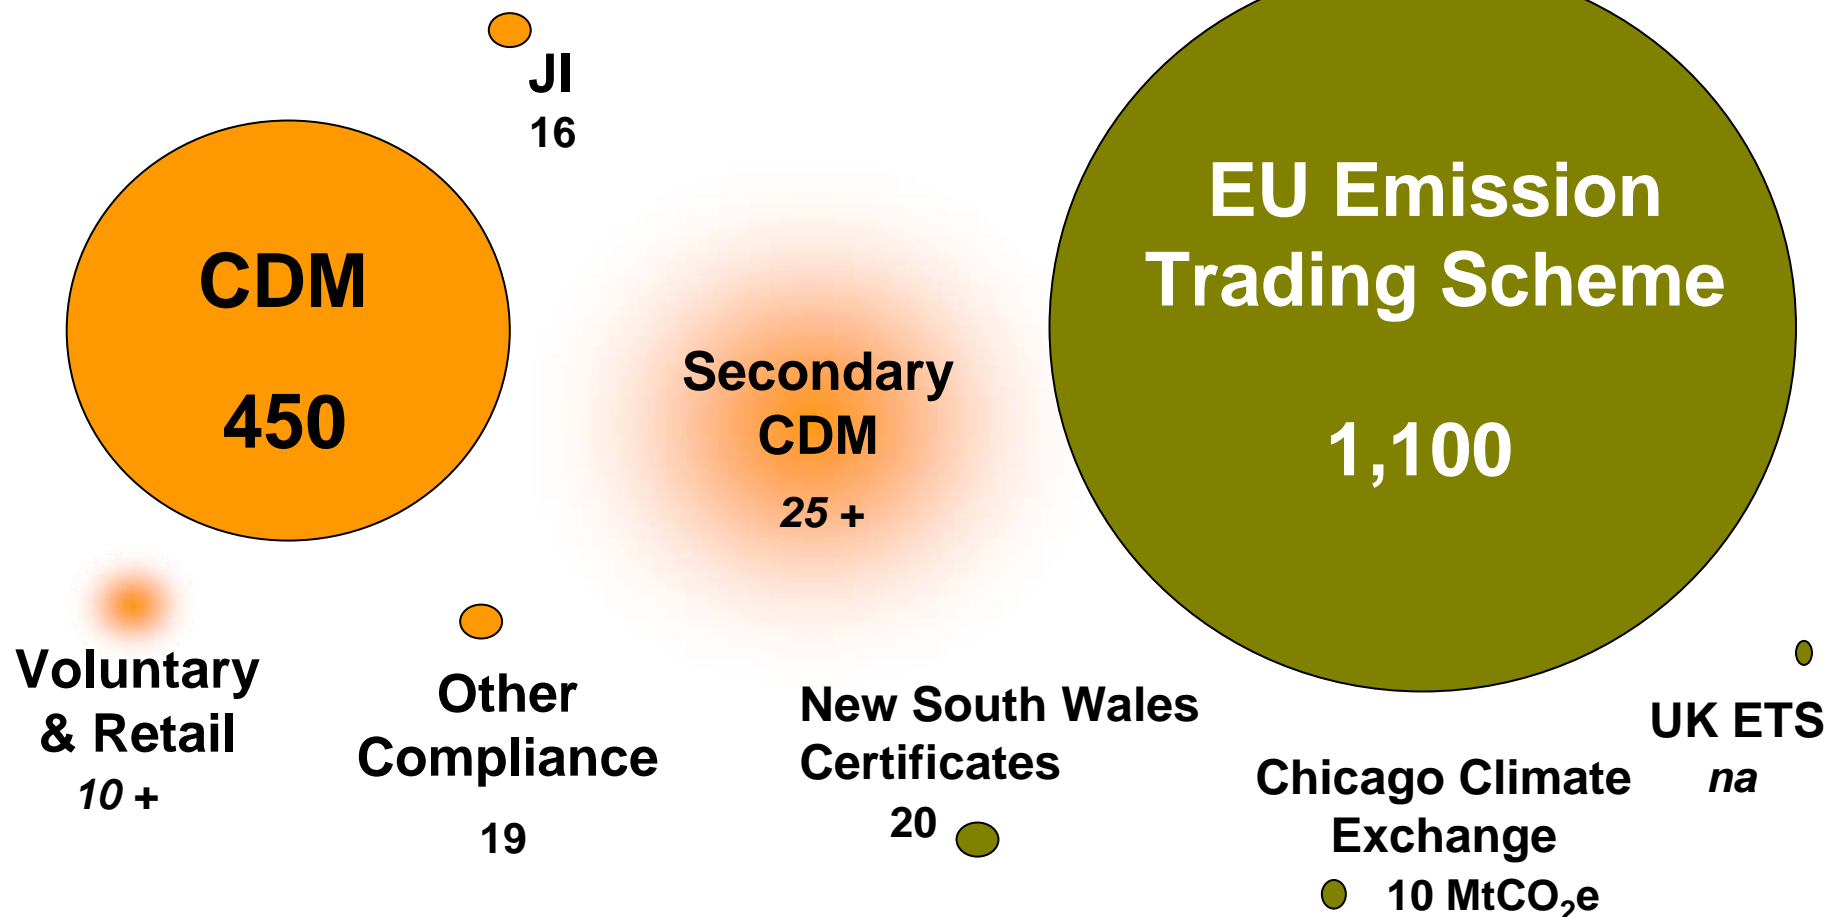 JI
16
CDM
450
EU Emission
Trading Scheme
1,100
Secondary
CDM
25 +
Voluntary
& Retail
10 +
Other
Compliance
19
New South Wales
Certificates
20
Chicago Climate
Exchange
10 MtCO₂e
UK ETS
na